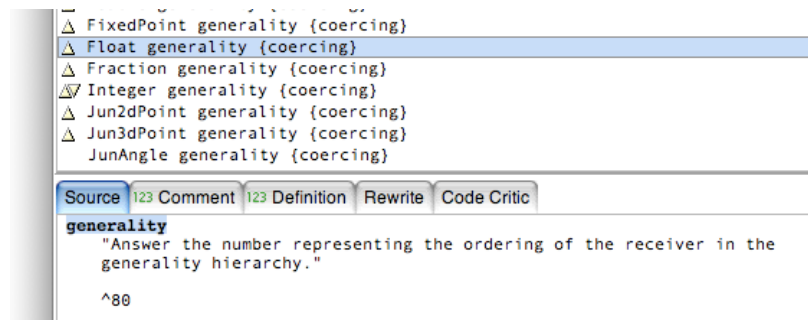 FixedPoint generality {coercing}
Float generality {coercing}
Fraction generality {coercing}
Integer generality {coercing}
Jun2dPoint generality {coercing}
Jun3dPoint generality {coercing}
JunAngle generality {coercing}
Source 123 Comment 123 Definition Rewrite Code Critic
generality
"Answer the number representing the ordering of the receiver in the
generality hierarchy."
^80